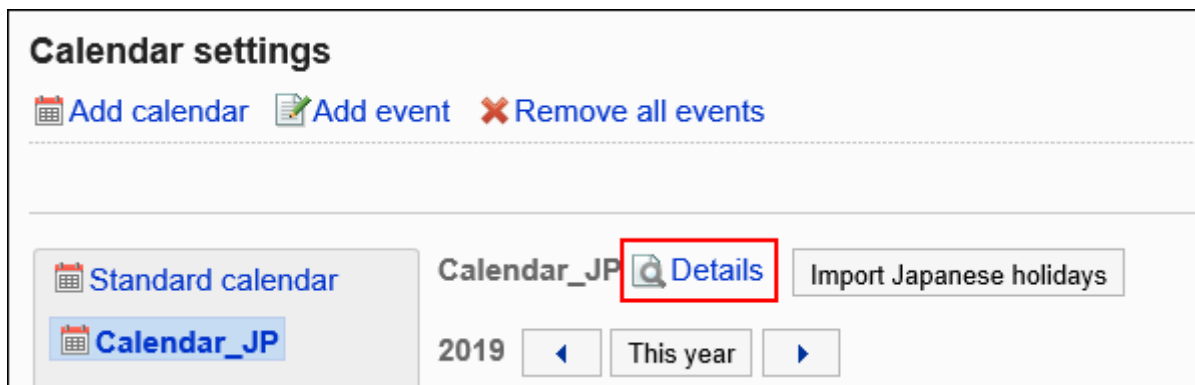 Calendar settings
Add calendar Add event Remove all events
Standard calendar
Calendar_JP
Calendar_JP Details Import Japanese holidays
2019 This year